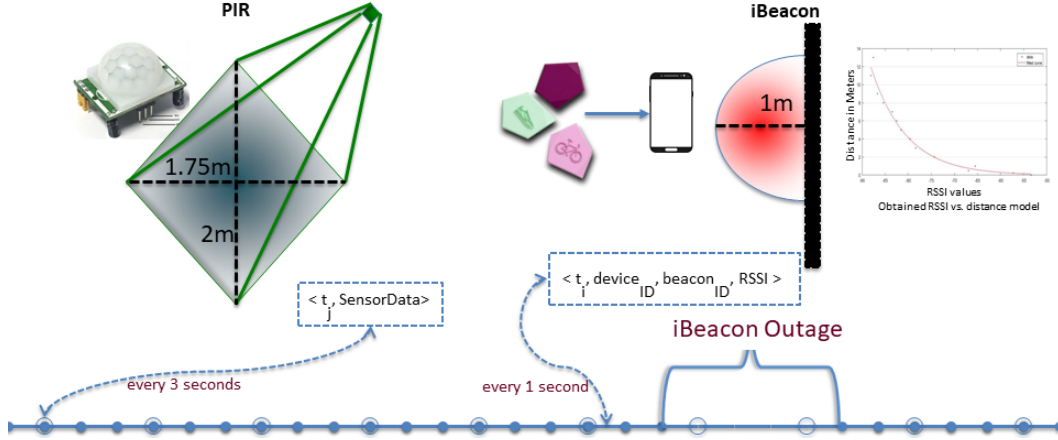 PIR
iBeacon
1.75m
2m
1m
Distance in Meters
RSSI values
Obtained RSSI vs. distance model
< t_j, SensorData>
< t_i, device_ID, beacon_ID, RSSI >
iBeacon Outage
every 3 seconds
every 1 second